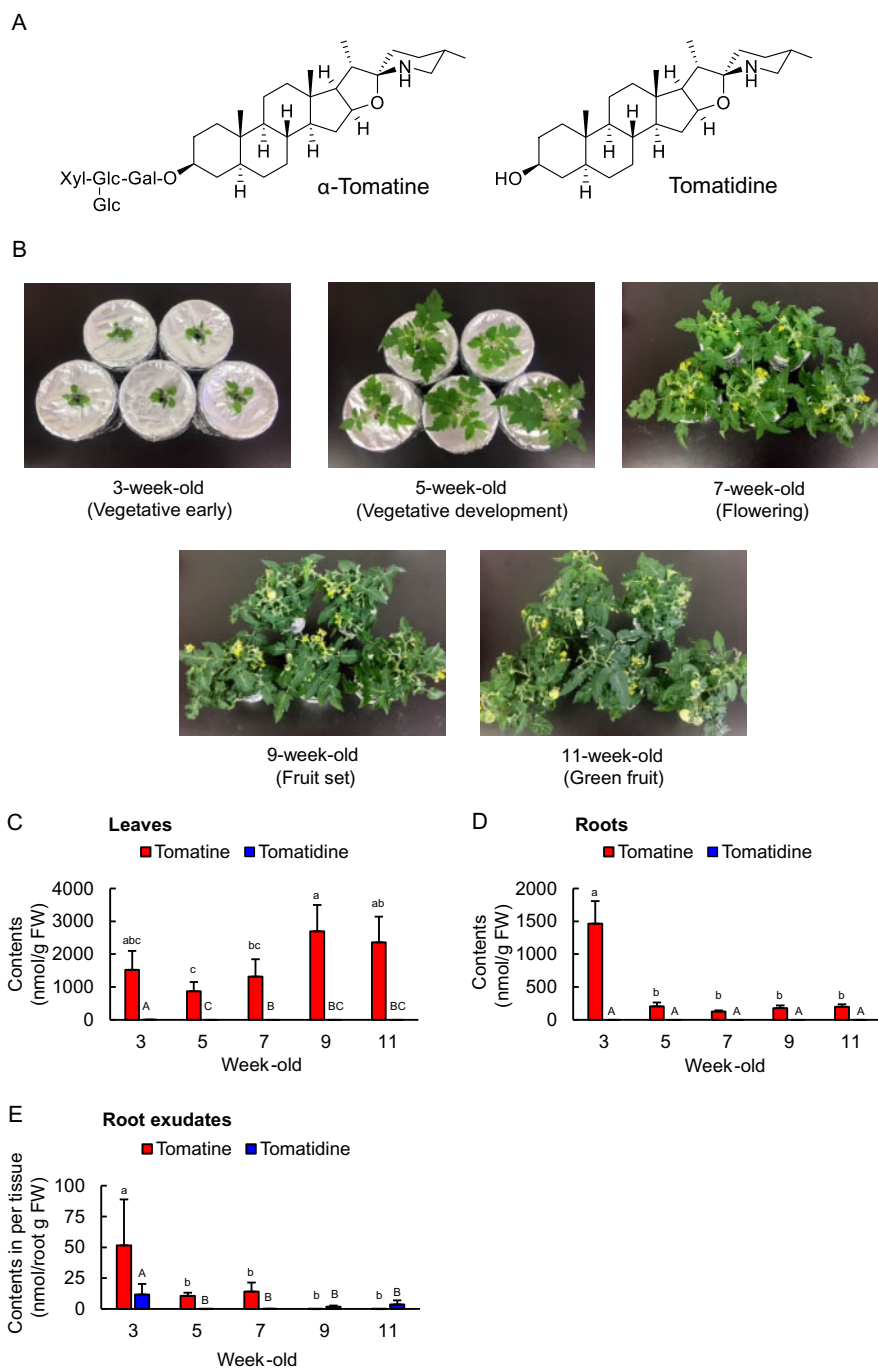 A
H
H
H
H
H
H
N
H
O
O
Xyl-Glc-Gal-O
Glc
α-Tomatine
H
H
H
H
H
N
H
O
HO
Tomatidine
B
3-week-old
(Vegetative early)
5-week-old
(Vegetative development)
7-week-old
(Flowering)
9-week-old
(Fruit set)
11-week-old
(Green fruit)
C
Leaves
Tomatine Tomatidine
Contents
(nmol/g FW)
4000
3000
2000
1000
0
abc A c C bc B a BC ab BC
3 5 7 9 11
Week-old
D
Roots
Tomatine Tomatidine
Contents
(nmol/g FW)
2000
1500
1000
500
0
a A b A b A b A b A
3 5 7 9 11
Week-old
E
Root exudates
Tomatine Tomatidine
Contents in per tissue
(nmol/root g FW)
100
75
50
25
0
a A b B b B b B b B
3 5 7 9 11
Week-old